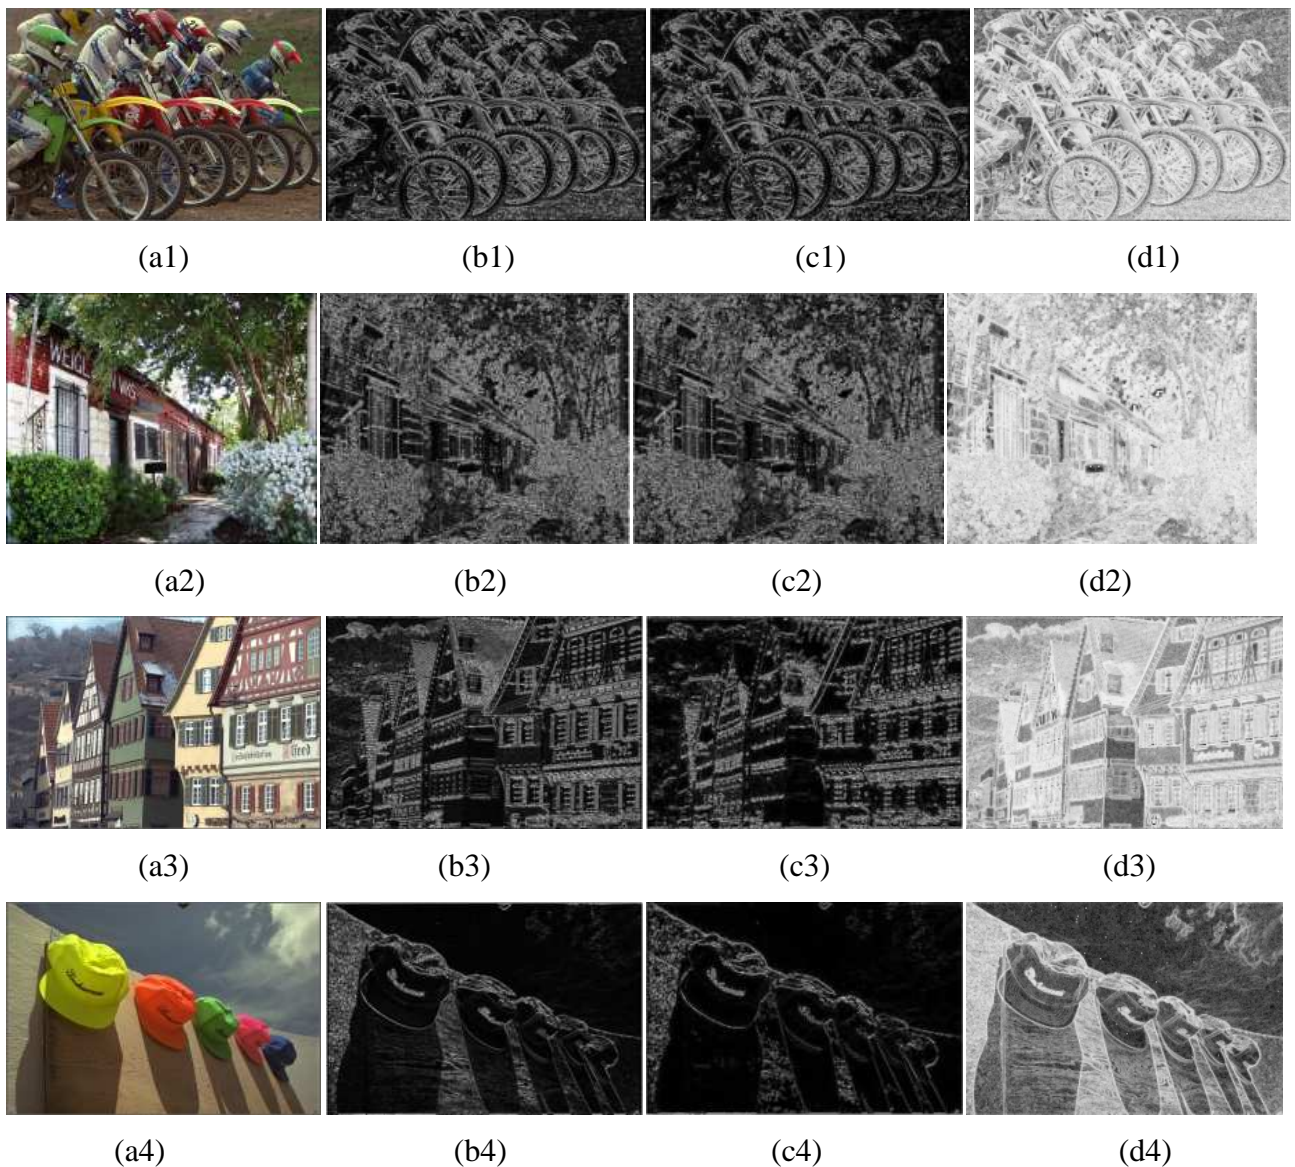 (a1) (b1) (c1) (d1)
(a2) (b2) (c2) (d2)
(a3) (b3) (c3) (d3)
(a4) (b4) (c4) (d4)